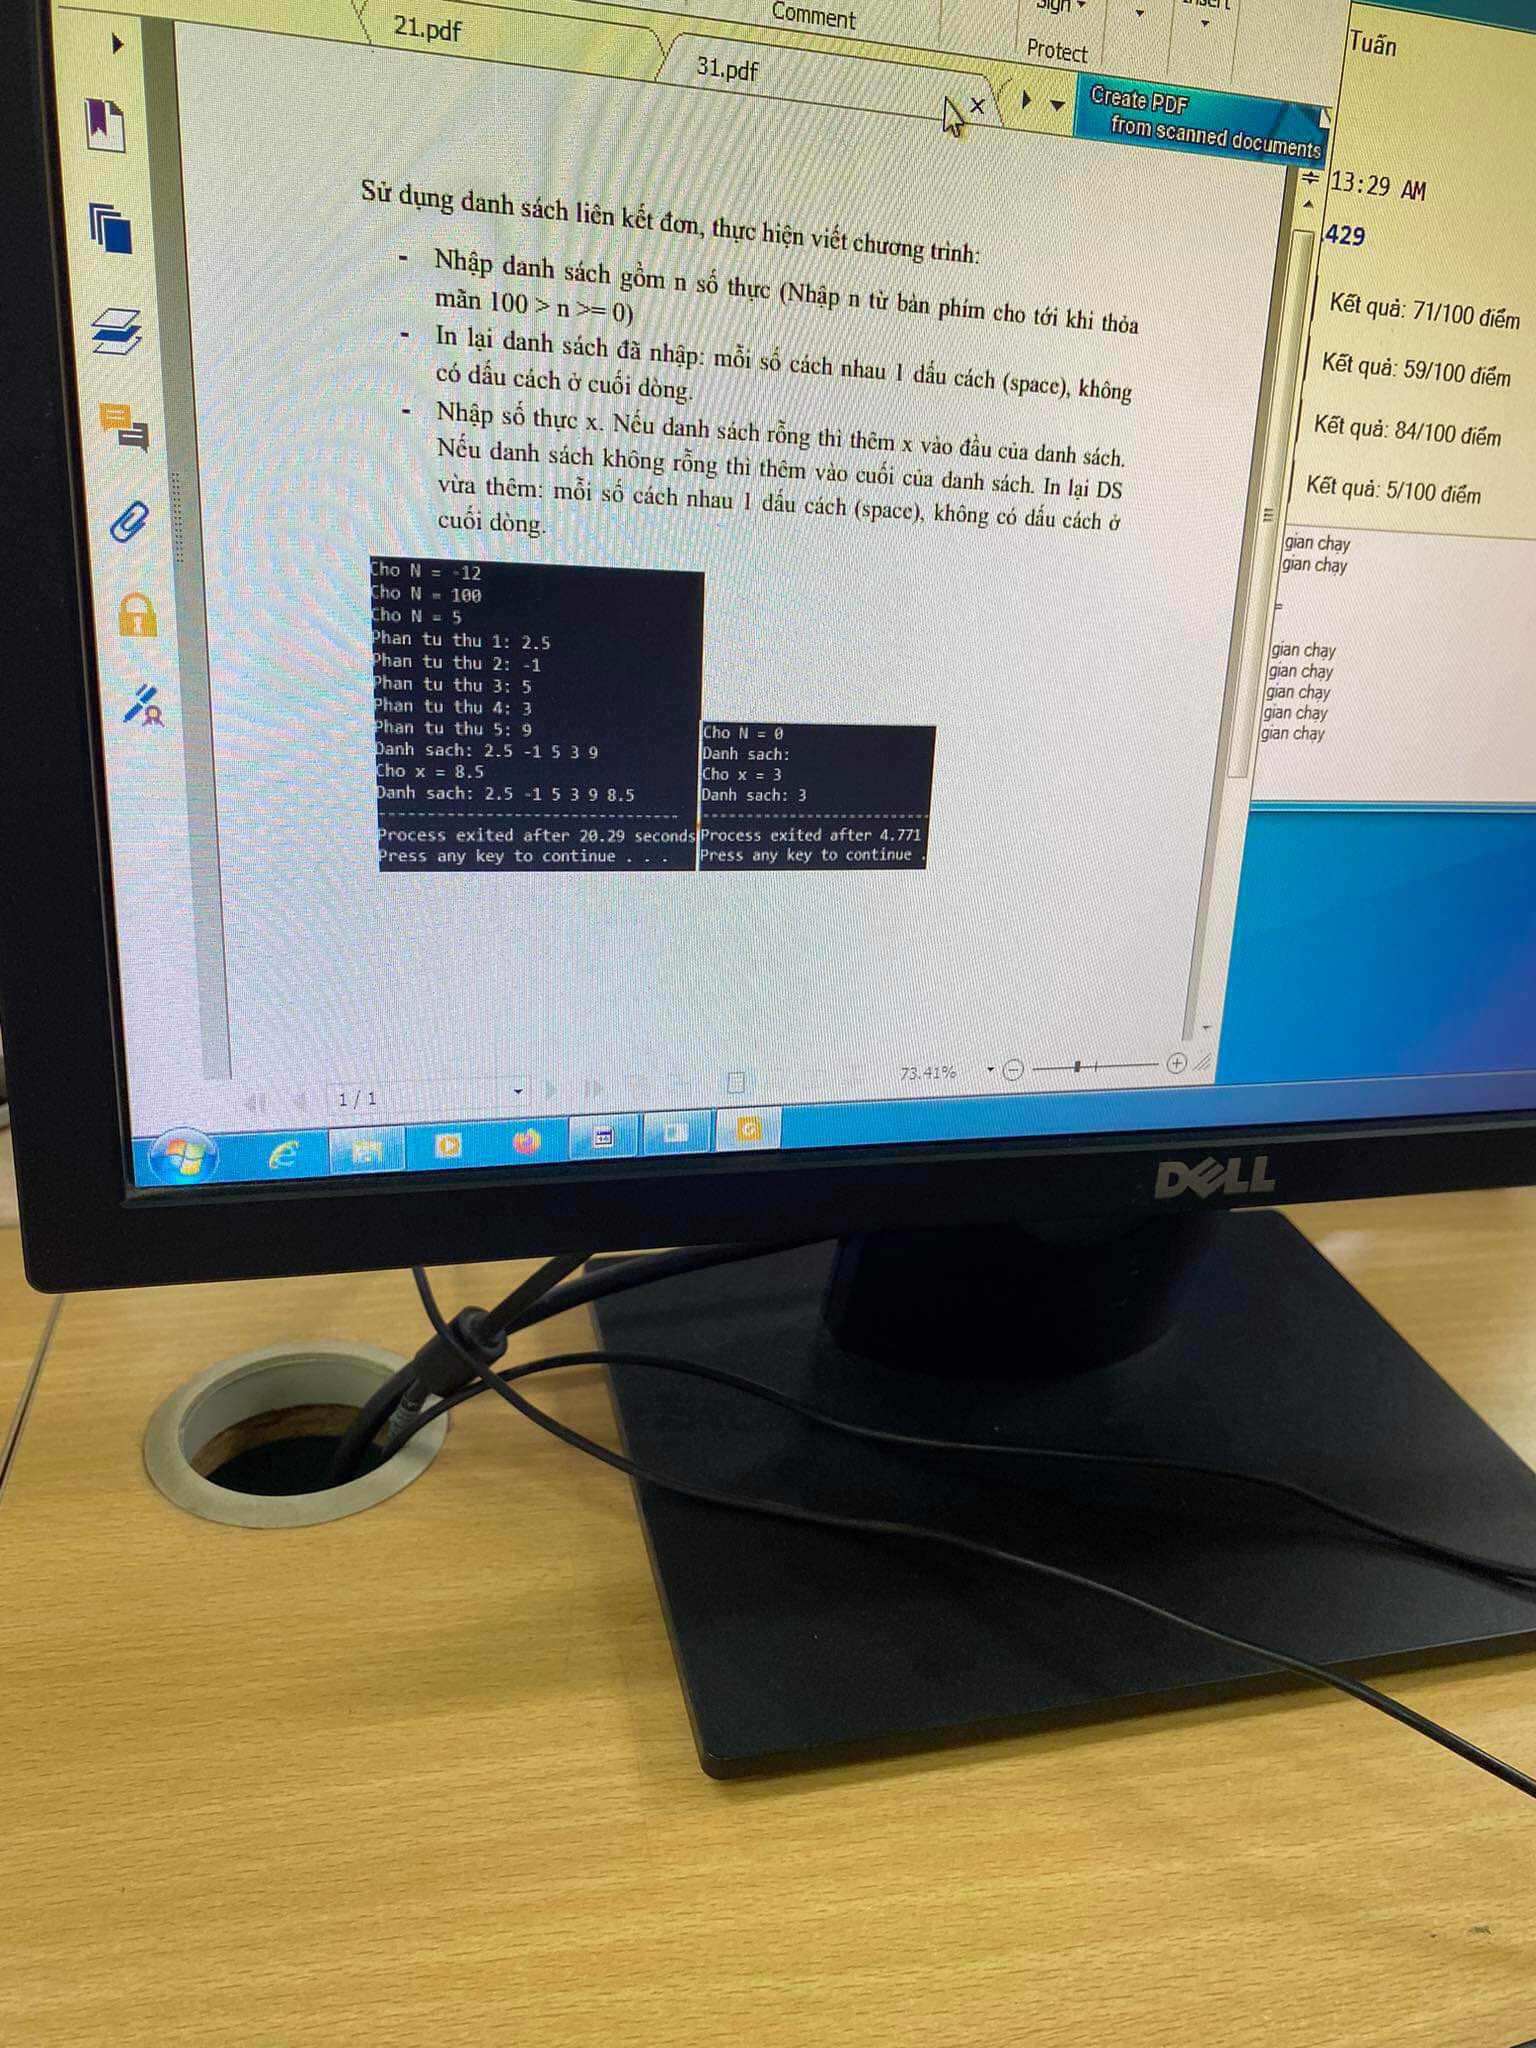 Comment
Sign
Protect
21.pdf
31.pdf
Create PDF
from scanned documents
Tuấn
13:29 AM
429
Kết quả: 71/100 điểm
Kết quả: 59/100 điểm
Kết quả: 84/100 điểm
Kết quả: 5/100 điểm
gian chạy
gian chạy
=
gian chạy
gian chạy
gian chạy
gian chạy
gian chạy
Sử dụng danh sách liên kết đơn, thực hiện viết chương trình:
- Nhập danh sách gồm n số thực (Nhập n từ bàn phím cho tới khi thỏa
mãn 100 > n >= 0)
- In lại danh sách đã nhập: mỗi số cách nhau 1 dấu cách (space), không
có dấu cách ở cuối dòng.
- Nhập số thực x. Nếu danh sách rỗng thì thêm x vào đầu của danh sách.
Nếu danh sách không rỗng thì thêm vào cuối của danh sách. In lại DS
vừa thêm: mỗi số cách nhau 1 dấu cách (space), không có dấu cách ở
cuối dòng.
Cho N = -12
Cho N = 100
Cho N = 5
Phan tu thu 1: 2.5
Phan tu thu 2: -1
Phan tu thu 3: 5
Phan tu thu 4: 3
Phan tu thu 5: 9
Danh sach: 2.5 -1 5 3 9
Cho x = 8.5
Danh sach: 2.5 -1 5 3 9 8.5
--------------------------------
Process exited after 20.29 seconds
Press any key to continue . . .
Cho N = 0
Danh sach:
Cho x = 3
Danh sach: 3
--------------------------
Process exited after 4.771
Press any key to continue .
1 / 1
73.41%
DELL